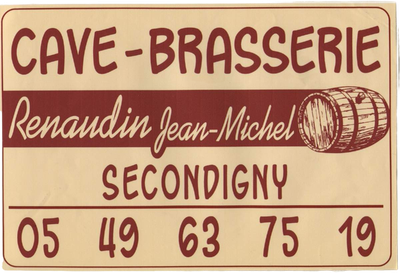 CAVE-BRASSERIE
Renaudin Jean-Michel
SECONDIGNY
05 49 63 75 19